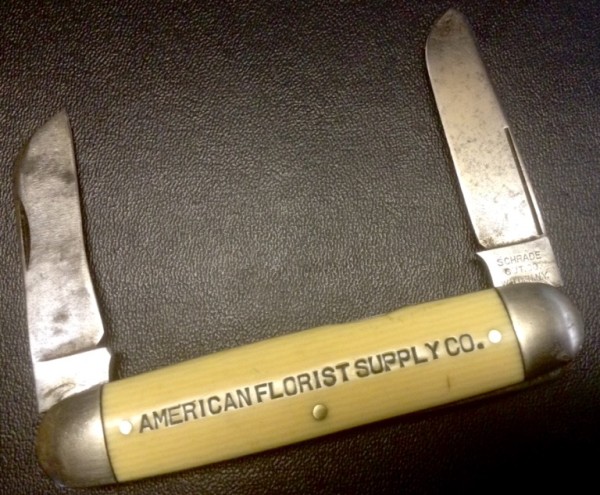 SCHRADE
AMERICAN FLORIST SUPPLY CO.